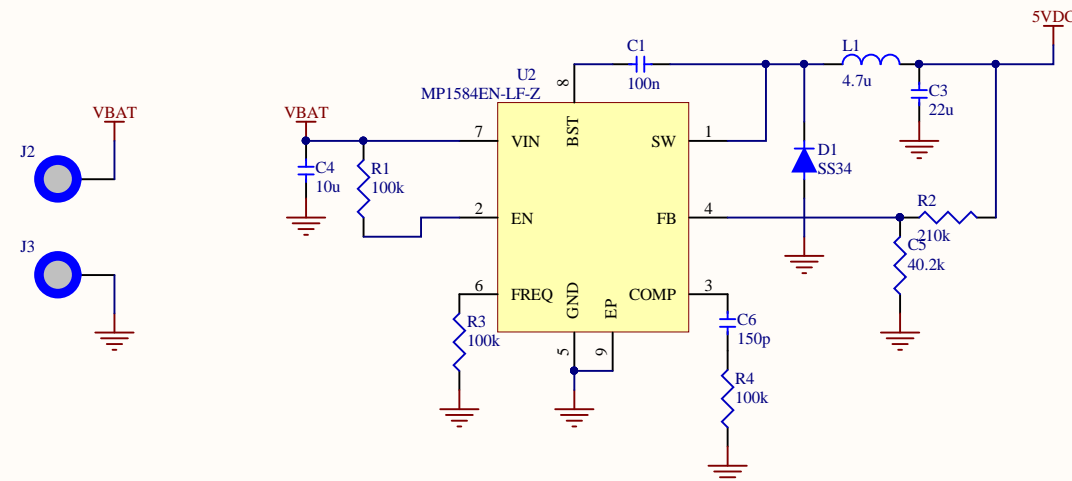 5VDC
C1
L1
U2
8
100n
4.7u
C3
MP1584EN-LF-Z
22u
VBAT
VBAT
BST
7
VIN
SW
1
J2
D1
C4
R1
SS34
10u
100k
R2
2
EN
FB
4
210k
J3
C5
40.2k
6
FREQ
GND
EP
COMP
3
R3
C6
100k
150p
5
9
R4
100k